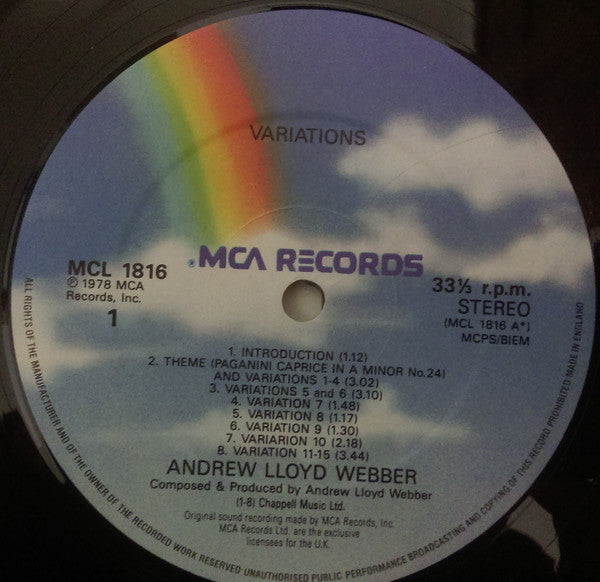 VARIATIONS
®MCA RECORDS
MCL 1816
℗ 1978 MCA
Records, Inc.
1
33⅓ r.p.m.
STEREO
(MCL 1816 A*)
MCPS/BIEM
1. INTRODUCTION (1.12)
2. THEME (PAGANINI CAPRICE IN A MINOR No.24)
AND VARIATIONS 1-4 (3.02)
3. VARIATIONS 5 and 6 (3.10)
4. VARIATION 7 (1.48)
5. VARIATION 8 (1.17)
6. VARIATION 9 (1.30)
7. VARIARION 10 (2.18)
8. VARIATION 11-15 (3.44)
ANDREW LLOYD WEBBER
Composed & Produced by Andrew Lloyd Webber
(1-8) Chappell Music Ltd.
Original sound recording made by MCA Records, Inc.
MCA Records Ltd. are the exclusive
licensees for the U.K.
ALL RIGHTS OF THE MANUFACTURER AND OF THE OWNER OF THE RECORDED WORK RESERVED·UNAUTHORISED PUBLIC PERFORMANCE BROADCASTING AND COPYING OF THIS RECORD PROHIBITED MADE IN ENGLAND